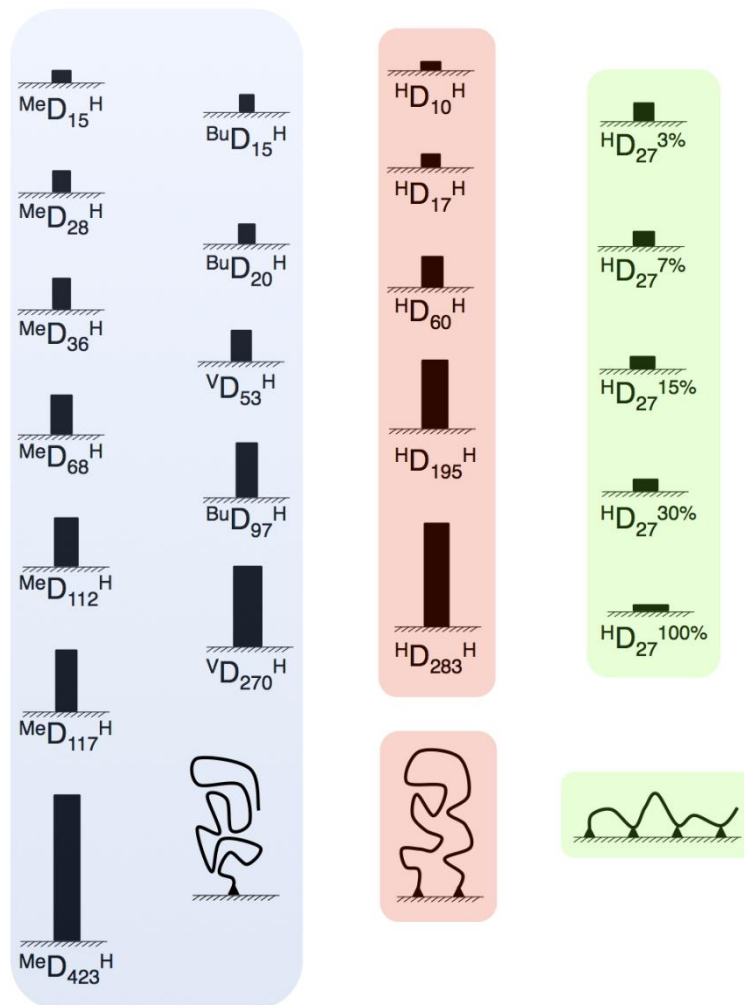 MeD15H
MeD28H
MeD36H
MeD68H
MeD112H
MeD117H
MeD423H
BuD15H
BuD20H
VD53H
BuD97H
VD270H
HD10H
HD17H
HD60H
HD195H
HD283H
HD273%
HD277%
HD2715%
HD2730%
HD27100%